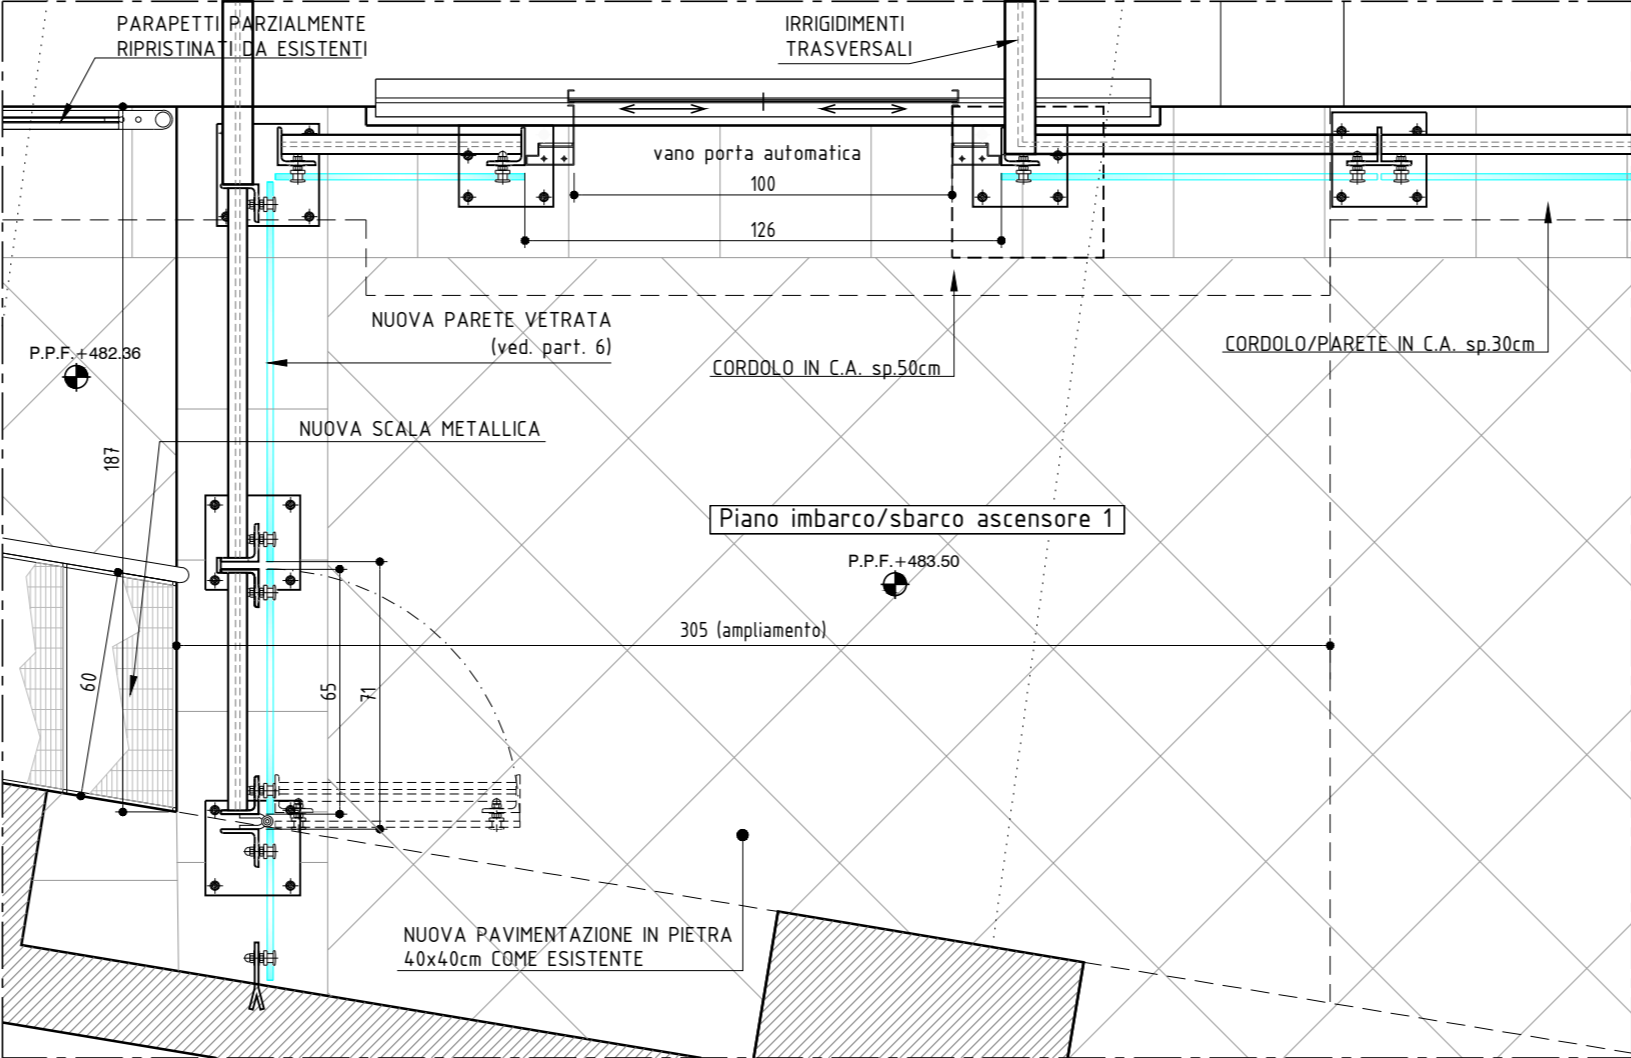 PARAPETTI PARZIALMENTE
RIPRISTINATI DA ESISTENTI
IRRIGIDIMENTI
TRASVERSALI
vano porta automatica
100
126
NUOVA PARETE VETRATA
(ved. part. 6)
P.P.F.+482.36
CORDOLO IN C.A. sp.50cm
CORDOLO/PARETE IN C.A. sp.30cm
NUOVA SCALA METALLICA
187
Piano imbarco/sbarco ascensore 1
P.P.F.+483.50
305 (ampliamento)
60
65
71
NUOVA PAVIMENTAZIONE IN PIETRA
40x40cm COME ESISTENTE